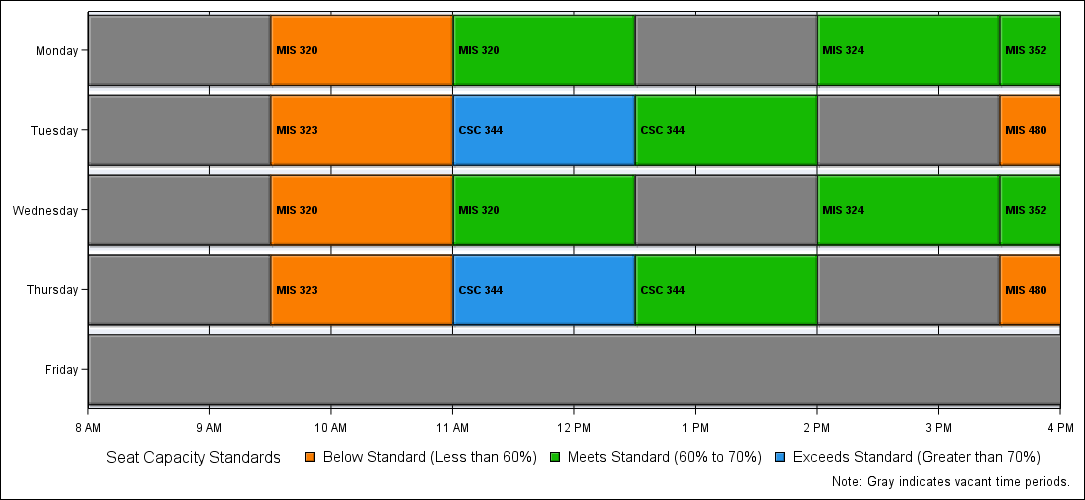 Monday MIS 320 MIS 320 MIS 324 MIS 352
Tuesday MIS 323 CSC 344 CSC 344 MIS 480
Wednesday MIS 320 MIS 320 MIS 324 MIS 352
Thursday MIS 323 CSC 344 CSC 344 MIS 480
Friday
8 AM 9 AM 10 AM 11 AM 12 PM 1 PM 2 PM 3 PM 4 PM
Seat Capacity Standards Below Standard (Less than 60%) Meets Standard (60% to 70%) Exceeds Standard (Greater than 70%)
Note: Gray indicates vacant time periods.